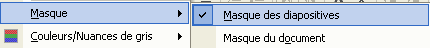 Masque
Couleurs/Nuances de gris
Masque des diapositives
Masque du document